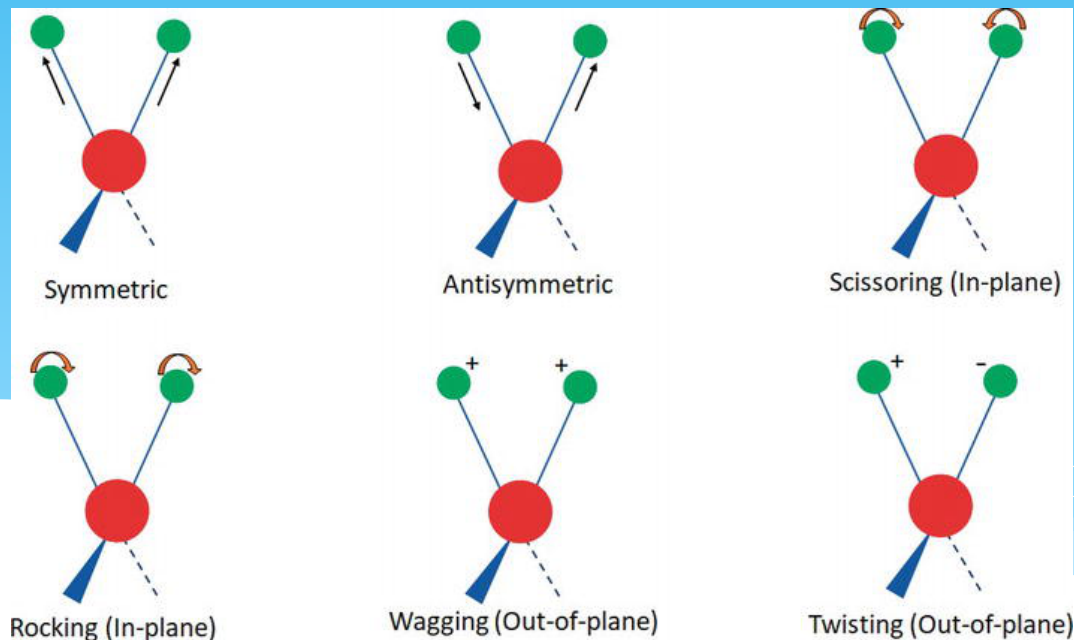 Symmetric
Antisymmetric
Scissoring (In-plane)
+ +
+ -
Rocking (In-plane)
Wagging (Out-of-plane)
Twisting (Out-of-plane)